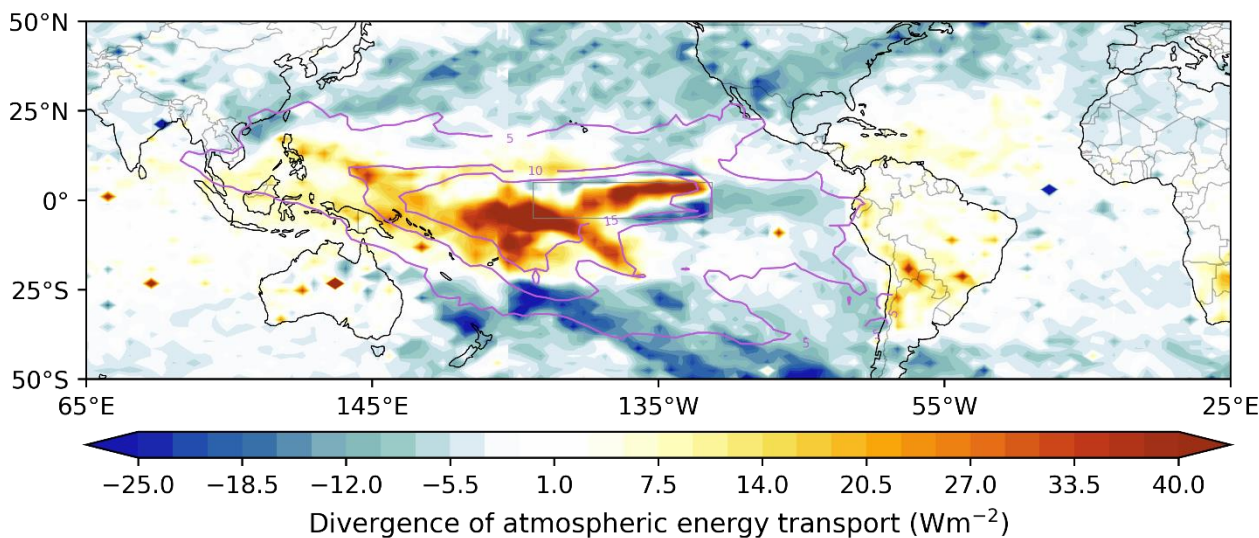 50°N
25°N
0°
25°S
50°S
5
10
15
5
5
65°E 145°E 135°W 55°W 25°E
−25.0 −18.5 −12.0 −5.5 1.0 7.5 14.0 20.5 27.0 33.5 40.0
Divergence of atmospheric energy transport (Wm⁻²)